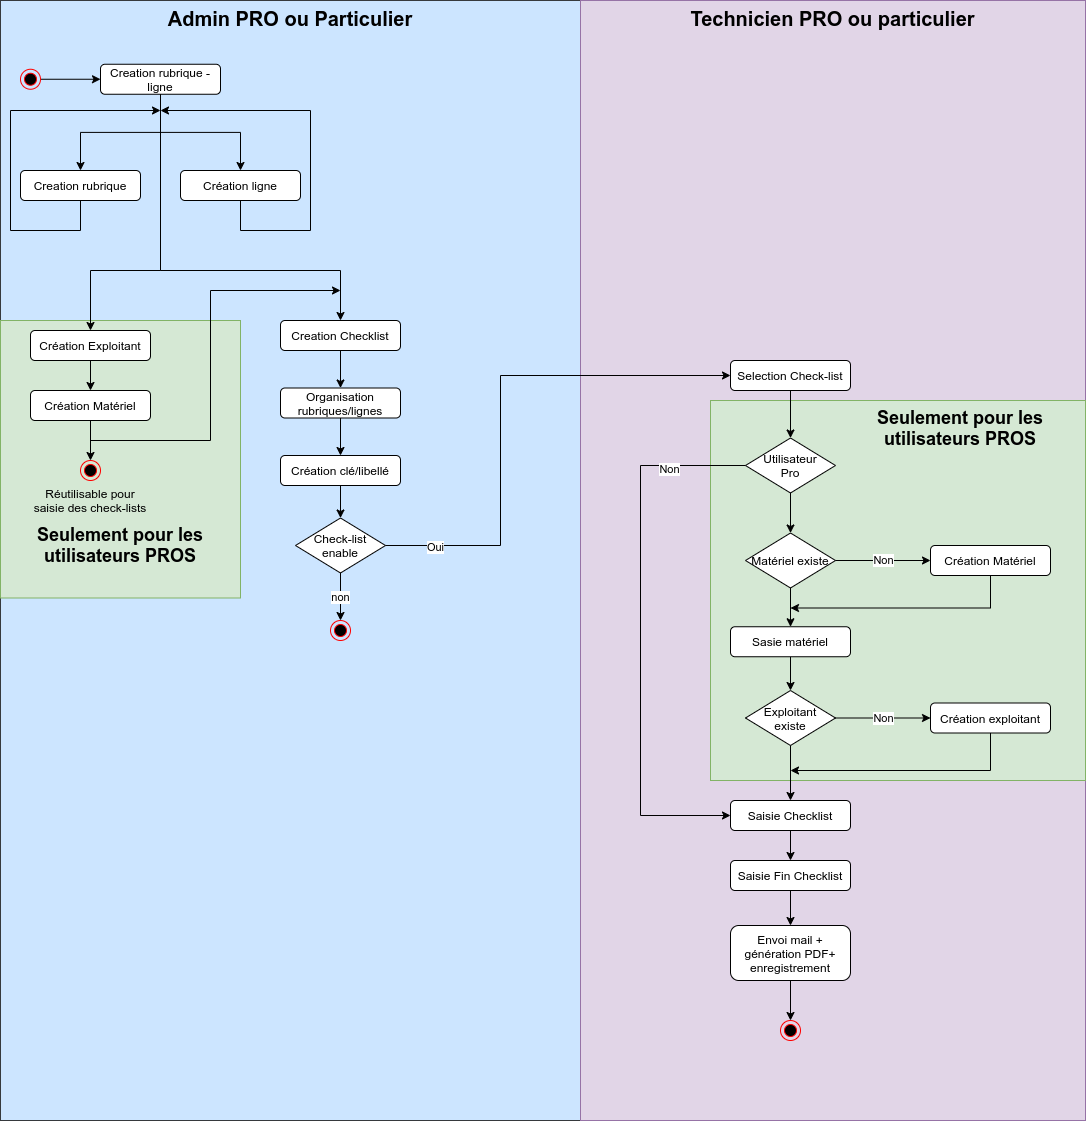 Admin PRO ou Particulier
Creation rubrique -
ligne
Creation rubrique
Création ligne
Création Exploitant
Création Matériel
Réutilisable pour
saisie des check-lists
Seulement pour les
utilisateurs PROS
Creation Checklist
Organisation
rubriques/lignes
Création clé/libellé
Check-list
enable
Oui
non
Technicien PRO ou particulier
Selection Check-list
Seulement pour les
utilisateurs PROS
Utilisateur
Pro
Non
Matériel existe
Non
Création Matériel
Sasie matériel
Exploitant
existe
Non
Création exploitant
Saisie Checklist
Saisie Fin Checklist
Envoi mail +
génération PDF+
enregistrement